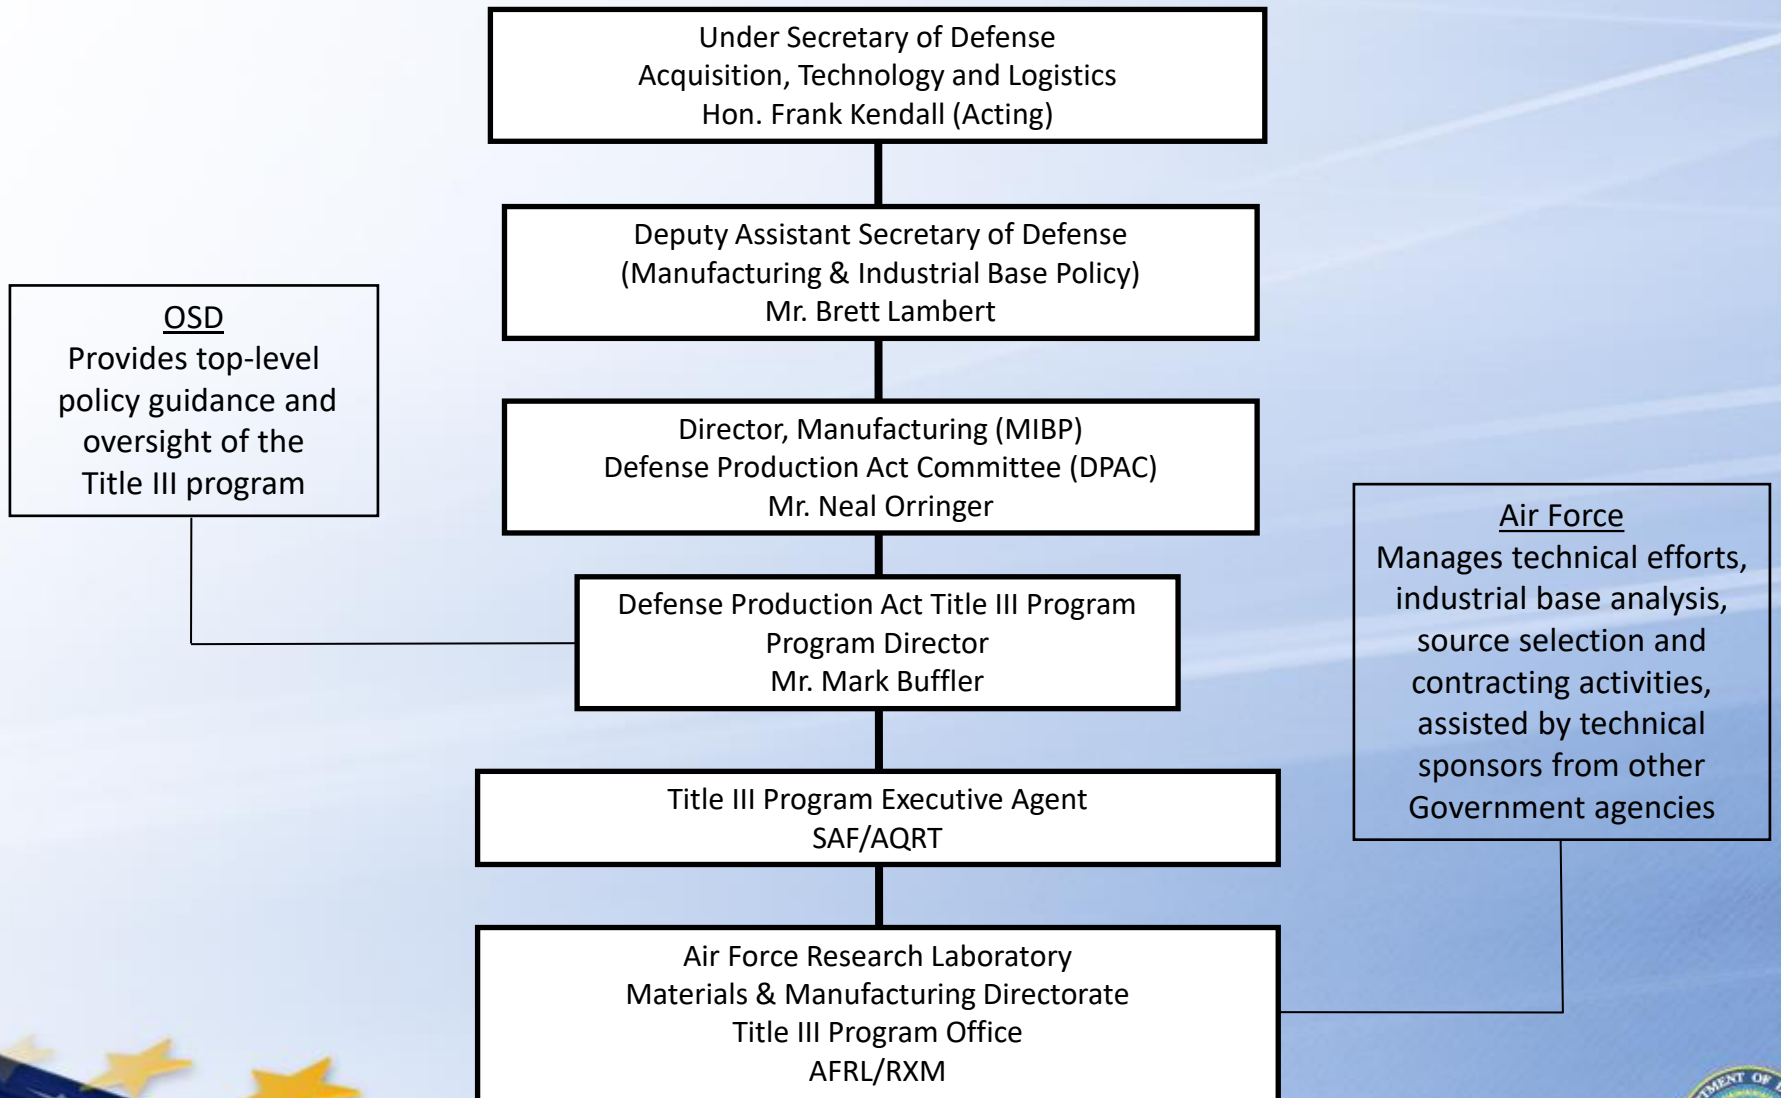 Under Secretary of Defense
Acquisition, Technology and Logistics
Hon. Frank Kendall (Acting)
Deputy Assistant Secretary of Defense
(Manufacturing & Industrial Base Policy)
Mr. Brett Lambert
OSD
Provides top-level
policy guidance and
oversight of the
Title III program
Director, Manufacturing (MIBP)
Defense Production Act Committee (DPAC)
Mr. Neal Orringer
Defense Production Act Title III Program
Program Director
Mr. Mark Buffler
Air Force
Manages technical efforts,
industrial base analysis,
source selection and
contracting activities,
assisted by technical
sponsors from other
Government agencies
Title III Program Executive Agent
SAF/AQRT
Air Force Research Laboratory
Materials & Manufacturing Directorate
Title III Program Office
AFRL/RXM